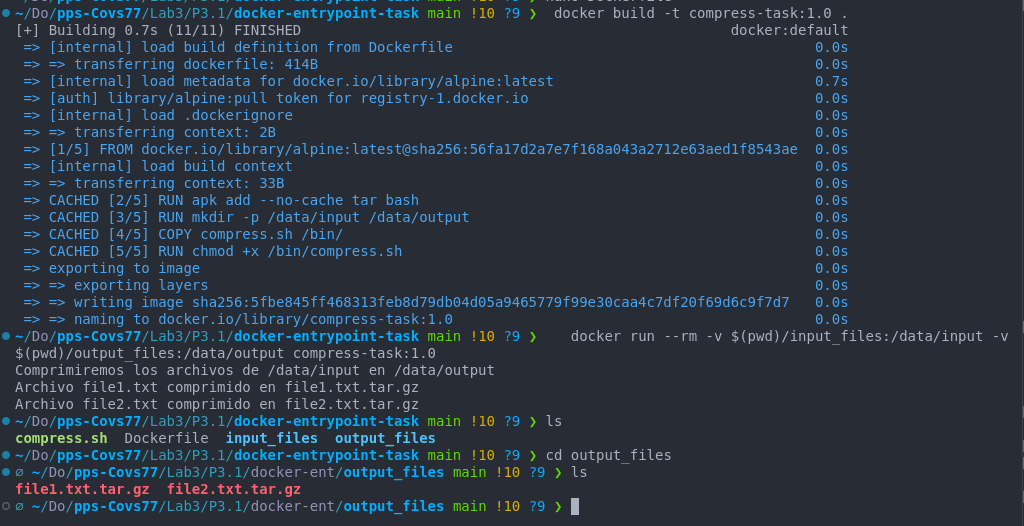 ~/Do/pps-Covs77/Lab3/P3.1/docker-entrypoint-task main !10 ?9 ❯ docker build -t compress-task:1.0 .
[+] Building 0.7s (11/11) FINISHED docker:default
=> [internal] load build definition from Dockerfile 0.0s
=> => transferring dockerfile: 414B 0.0s
=> [internal] load metadata for docker.io/library/alpine:latest 0.7s
=> [auth] library/alpine:pull token for registry-1.docker.io 0.0s
=> [internal] load .dockerignore 0.0s
=> => transferring context: 2B 0.0s
=> [1/5] FROM docker.io/library/alpine:latest@sha256:56fa17d2a7e7f168a043a2712e63aed1f8543ae 0.0s
=> [internal] load build context 0.0s
=> => transferring context: 33B 0.0s
=> CACHED [2/5] RUN apk add --no-cache tar bash 0.0s
=> CACHED [3/5] RUN mkdir -p /data/input /data/output 0.0s
=> CACHED [4/5] COPY compress.sh /bin/ 0.0s
=> CACHED [5/5] RUN chmod +x /bin/compress.sh 0.0s
=> exporting to image 0.0s
=> => exporting layers 0.0s
=> => writing image sha256:5fbe845ff468313feb8d79db04d05a9465779f99e30caa4c7df20f69d6c9f7d7 0.0s
=> => naming to docker.io/library/compress-task:1.0 0.0s
~/Do/pps-Covs77/Lab3/P3.1/docker-entrypoint-task main !10 ?9 ❯ docker run --rm -v $(pwd)/input_files:/data/input -v
$(pwd)/output_files:/data/output compress-task:1.0
Comprimiremos los archivos de /data/input en /data/output
Archivo file1.txt comprimido en file1.txt.tar.gz
Archivo file2.txt comprimido en file2.txt.tar.gz
~/Do/pps-Covs77/Lab3/P3.1/docker-entrypoint-task main !10 ?9 ❯ ls
compress.sh Dockerfile input_files output_files
~/Do/pps-Covs77/Lab3/P3.1/docker-entrypoint-task main !10 ?9 ❯ cd output_files
∅ ~/Do/pps-Covs77/Lab3/P3.1/docker-ent/output_files main !10 ?9 ❯ ls
file1.txt.tar.gz file2.txt.tar.gz
∅ ~/Do/pps-Covs77/Lab3/P3.1/docker-ent/output_files main !10 ?9 ❯